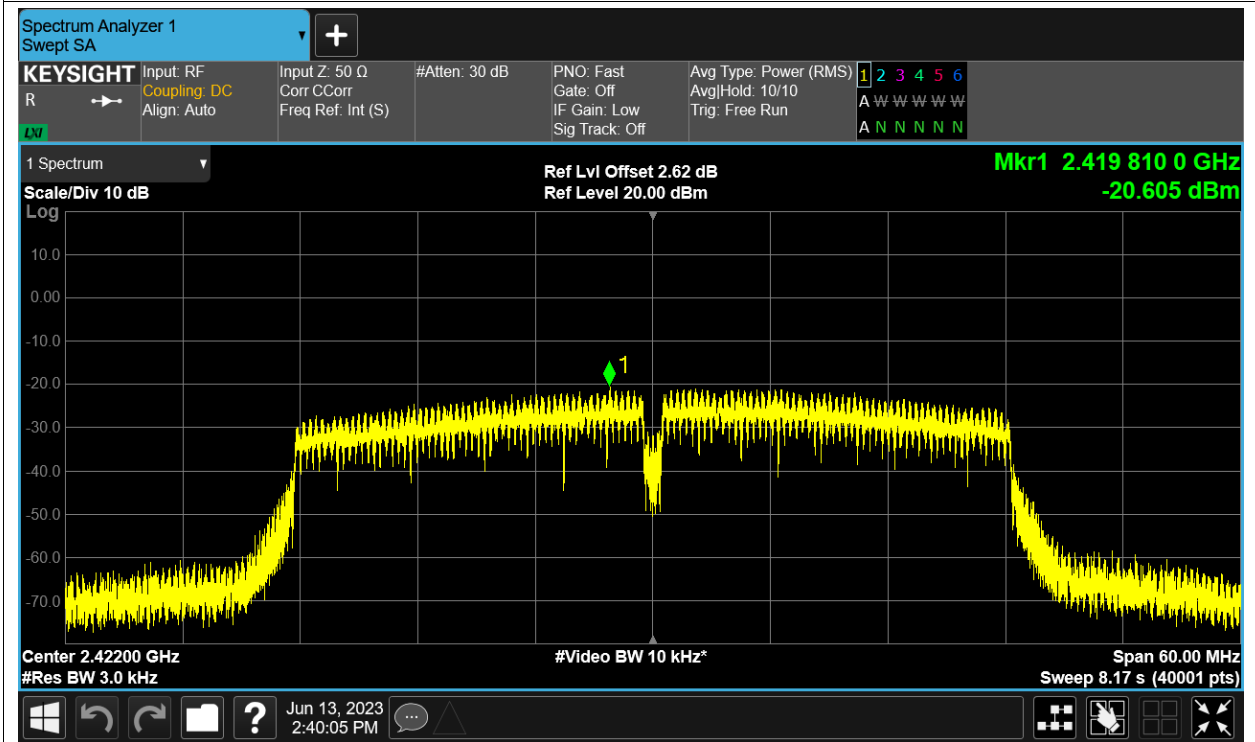 Spectrum Analyzer 1
Swept SA
KEYSIGHT
R
LXI
Input: RF
Coupling: DC
Align: Auto
Input Z: 50 Ω
Corr CCorr
Freq Ref: Int (S)
#Atten: 30 dB
PNO: Fast
Gate: Off
IF Gain: Low
Sig Track: Off
Avg Type: Power (RMS)
Avg|Hold: 10/10
Trig: Free Run
1 2 3 4 5 6
A W W W W W
A N N N N N
1 Spectrum
Scale/Div 10 dB
Log
Ref Lvl Offset 2.62 dB
Ref Level 20.00 dBm
Mkr1 2.419 810 0 GHz
-20.605 dBm
10.0
0.00
-10.0
-20.0
-30.0
-40.0
-50.0
-60.0
-70.0
1
Center 2.42200 GHz
#Res BW 3.0 kHz
#Video BW 10 kHz*
Span 60.00 MHz
Sweep 8.17 s (40001 pts)
?
Jun 13, 2023
2:40:05 PM